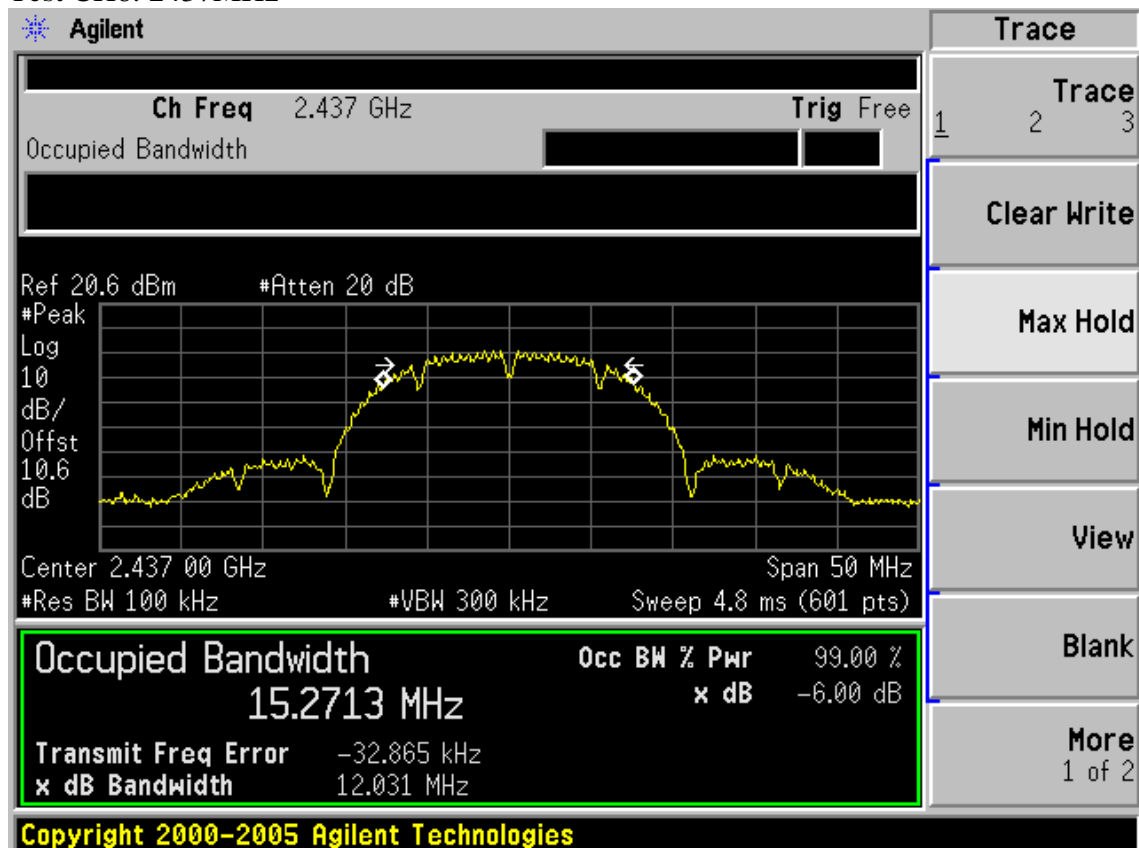 Agilent
Trace
Ch Freq 2.437 GHz Trig Free
Occupied Bandwidth
Trace
1 2 3
Clear Write
Max Hold
Min Hold
View
Blank
More
1 of 2
Ref 20.6 dBm #Atten 20 dB
#Peak
Log
10
dB/
Offst
10.6
dB
Center 2.437 00 GHz Span 50 MHz
#Res BW 100 kHz #VBW 300 kHz Sweep 4.8 ms (601 pts)
Occupied Bandwidth Occ BW % Pwr 99.00 %
15.2713 MHz x dB -6.00 dB
Transmit Freq Error -32.865 kHz
x dB Bandwidth 12.031 MHz
Copyright 2000-2005 Agilent Technologies